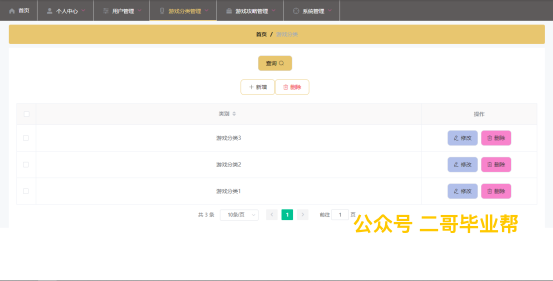 首页 个人中心 用户管理 游戏分类管理 游戏攻略管理 系统管理
首页 / 游戏分类
查询
+ 新增 删除
类型 操作
游戏分类3 修改 删除
游戏分类2 修改 删除
游戏分类1 修改 删除
共 3 条 10条/页 < 1 > 前往 1 页
公众号 二哥毕业帮